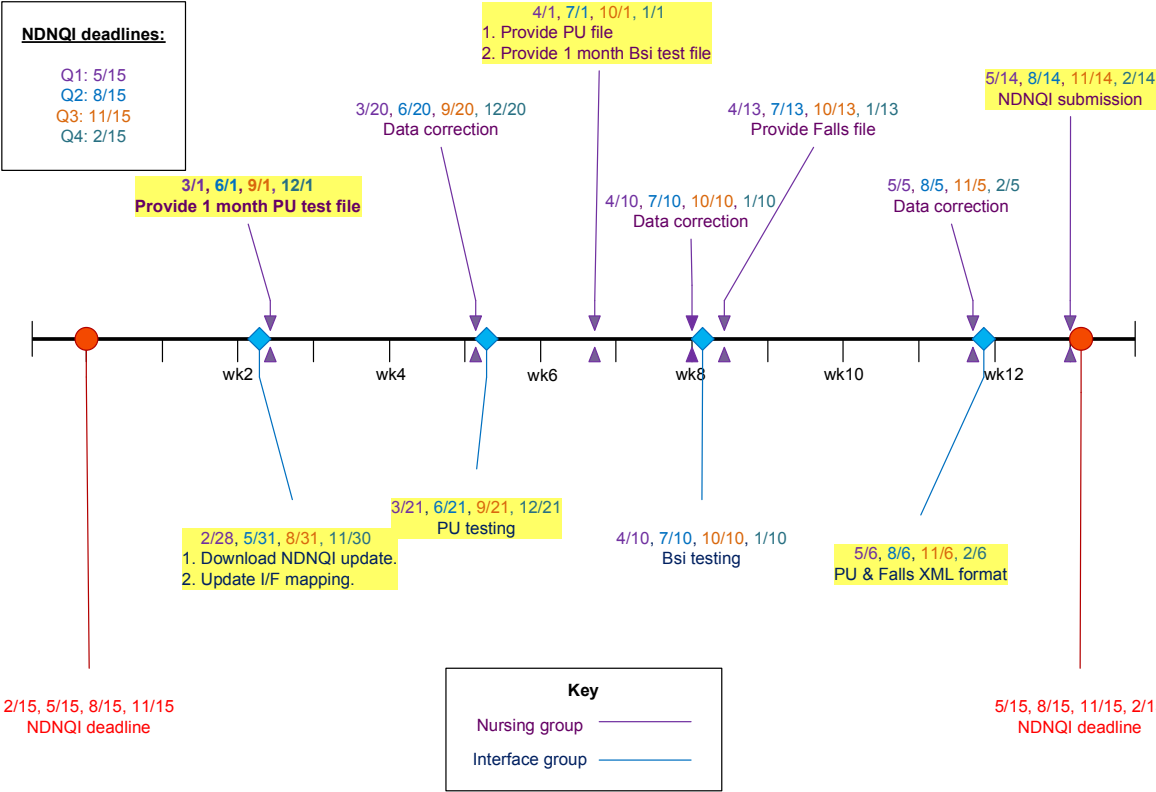 NDNQI deadlines:
Q1: 5/15
Q2: 8/15
Q3: 11/15
Q4: 2/15
4/1, 7/1, 10/1, 1/1
1. Provide PU file
2. Provide 1 month Bsi test file
5/14, 8/14, 11/14, 2/14
NDNQI submission
3/20, 6/20, 9/20, 12/20
Data correction
4/13, 7/13, 10/13, 1/13
Provide Falls file
3/1, 6/1, 9/1, 12/1
Provide 1 month PU test file
4/10, 7/10, 10/10, 1/10
Data correction
5/5, 8/5, 11/5, 2/5
Data correction
wk2
wk4
wk6
wk8
wk10
wk12
2/28, 5/31, 8/31, 11/30
1. Download NDNQI update.
2. Update I/F mapping.
3/21, 6/21, 9/21, 12/21
PU testing
4/10, 7/10, 10/10, 1/10
Bsi testing
5/6, 8/6, 11/6, 2/6
PU & Falls XML format
2/15, 5/15, 8/15, 11/15
NDNQI deadline
5/15, 8/15, 11/15, 2/1
NDNQI deadline
Key
Nursing group
Interface group